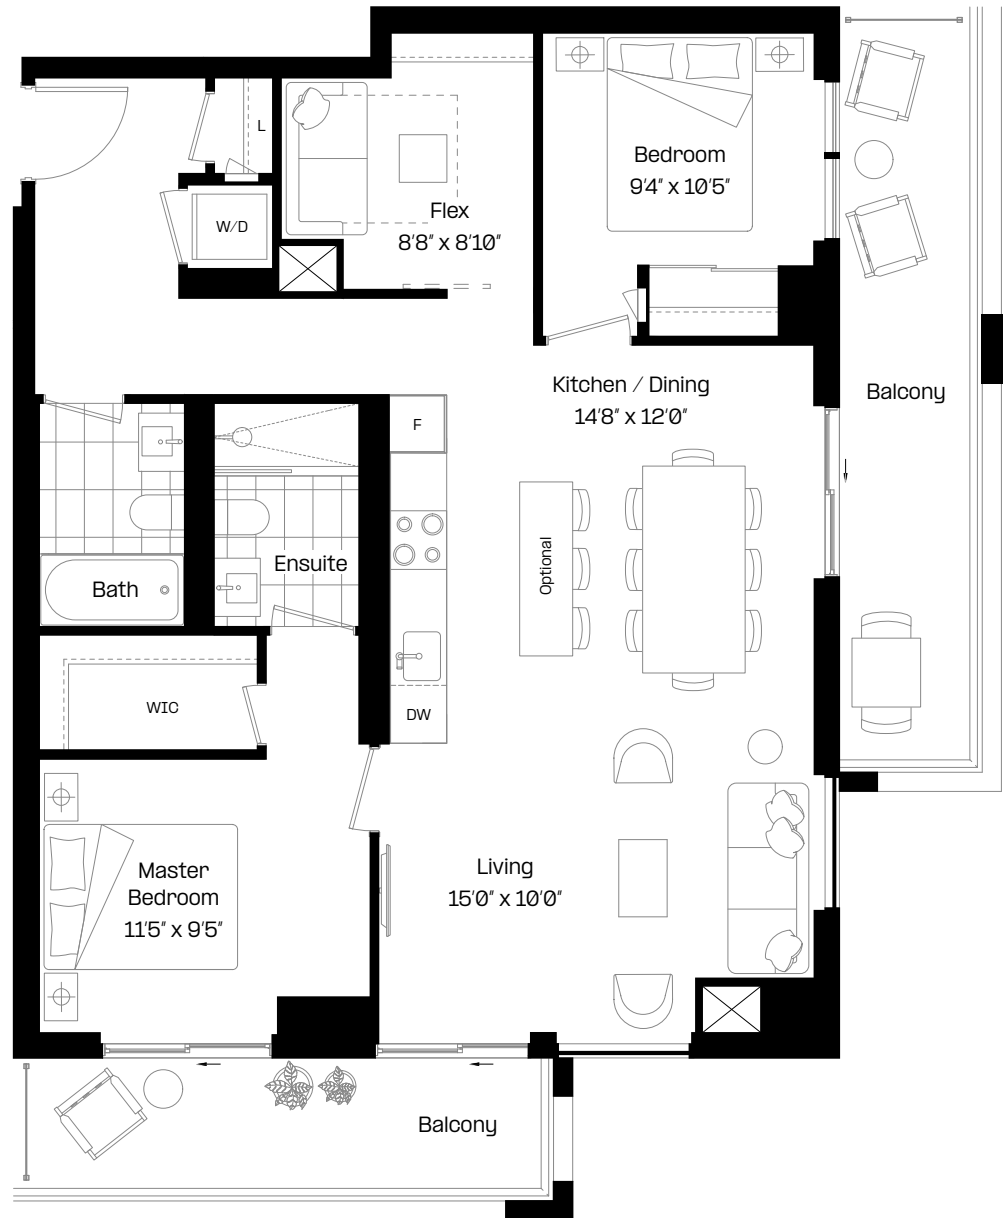 L
Bedroom
9'4" x 10'5"
W/D
Flex
8'8" x 8'10"
Kitchen / Dining
14'8" x 12'0"
Balcony
F
Optional
Ensuite
Bath
WIC
DW
Living
15'0" x 10'0"
Master
Bedroom
11'5" x 9'5"
Balcony